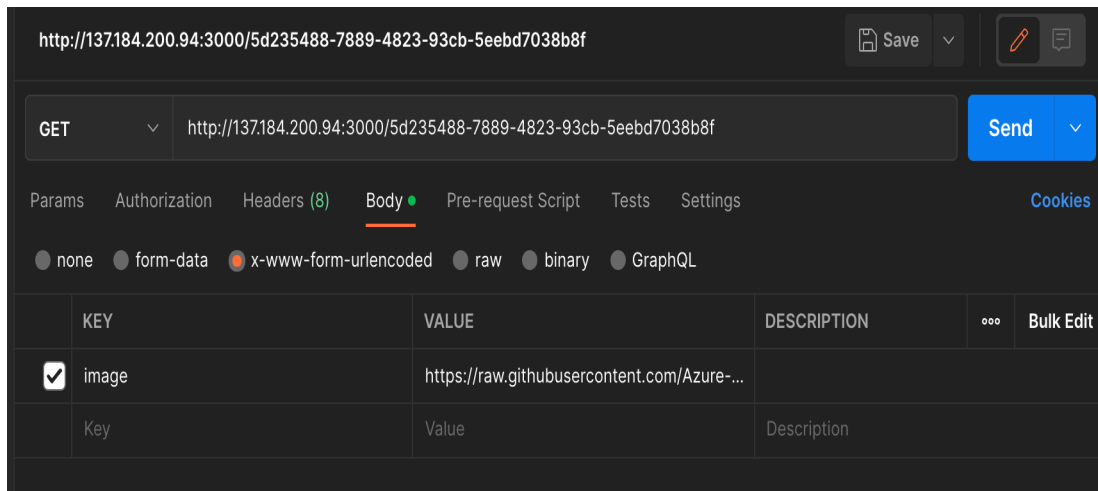 http://137.184.200.94:3000/5d235488-7889-4823-93cb-5eebd7038b8f Save
GET http://137.184.200.94:3000/5d235488-7889-4823-93cb-5eebd7038b8f Send
Params Authorization Headers (8) Body Pre-request Script Tests Settings Cookies
none form-data x-www-form-urlencoded raw binary GraphQL
KEY VALUE DESCRIPTION ooo Bulk Edit
image https://raw.githubusercontent.com/Azure-...
Key Value Description